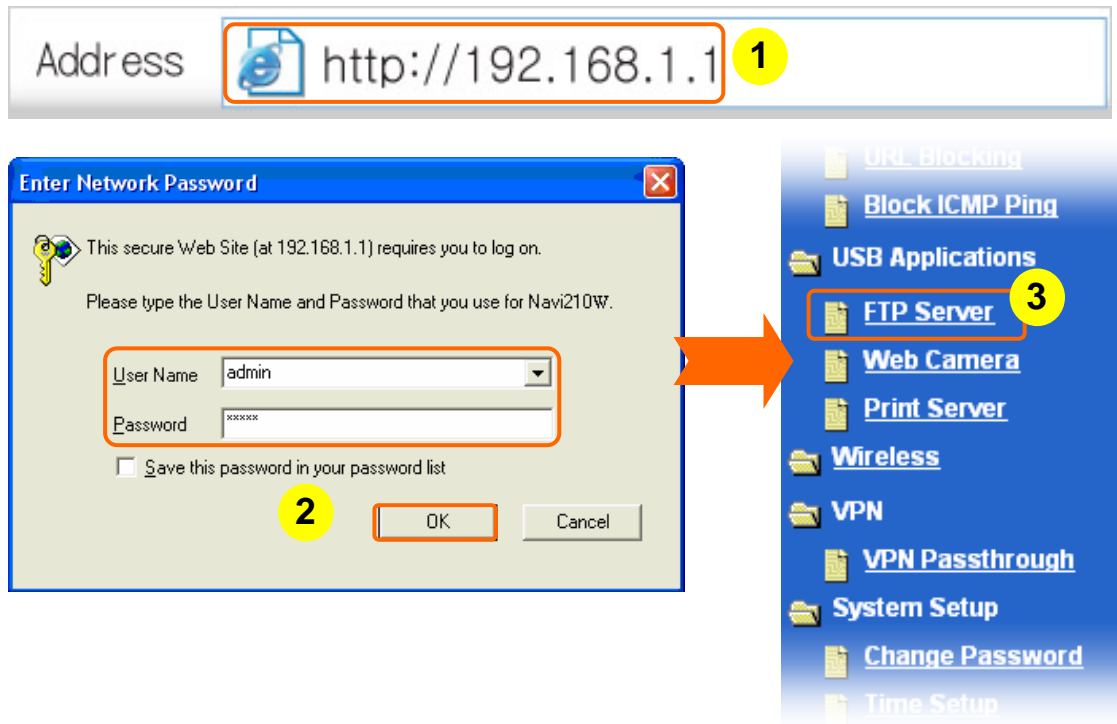 Address http://192.168.1.1 1
Enter Network Password
This secure Web Site (at 192.168.1.1) requires you to log on.
Please type the User Name and Password that you use for Navi210W.
User Name admin
Password *****
Save this password in your password list
2
OK Cancel
URL Blocking
Block ICMP Ping
USB Applications
FTP Server 3
Web Camera
Print Server
Wireless
VPN
VPN Passthrough
System Setup
Change Password
Time Setup